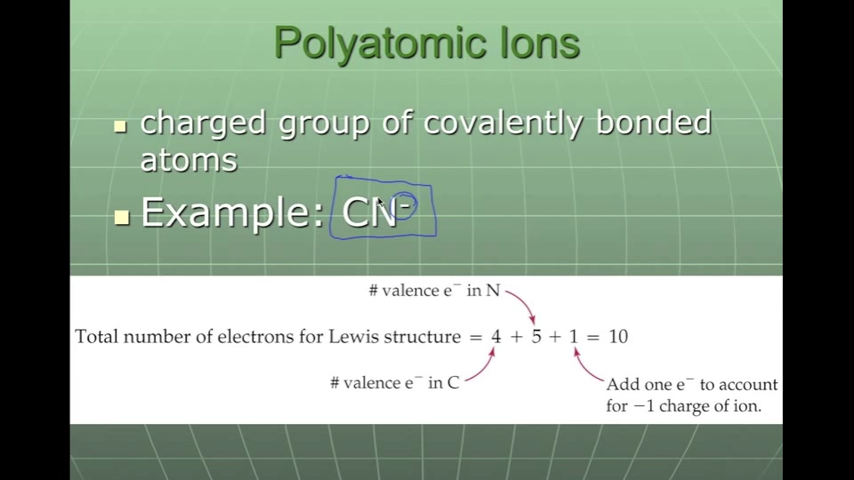 Polyatomic Ions
charged group of covalently bonded
atoms
Example: CN⁻
# valence e⁻ in N
Total number of electrons for Lewis structure = 4 + 5 + 1 = 10
# valence e⁻ in C
Add one e⁻ to account
for −1 charge of ion.